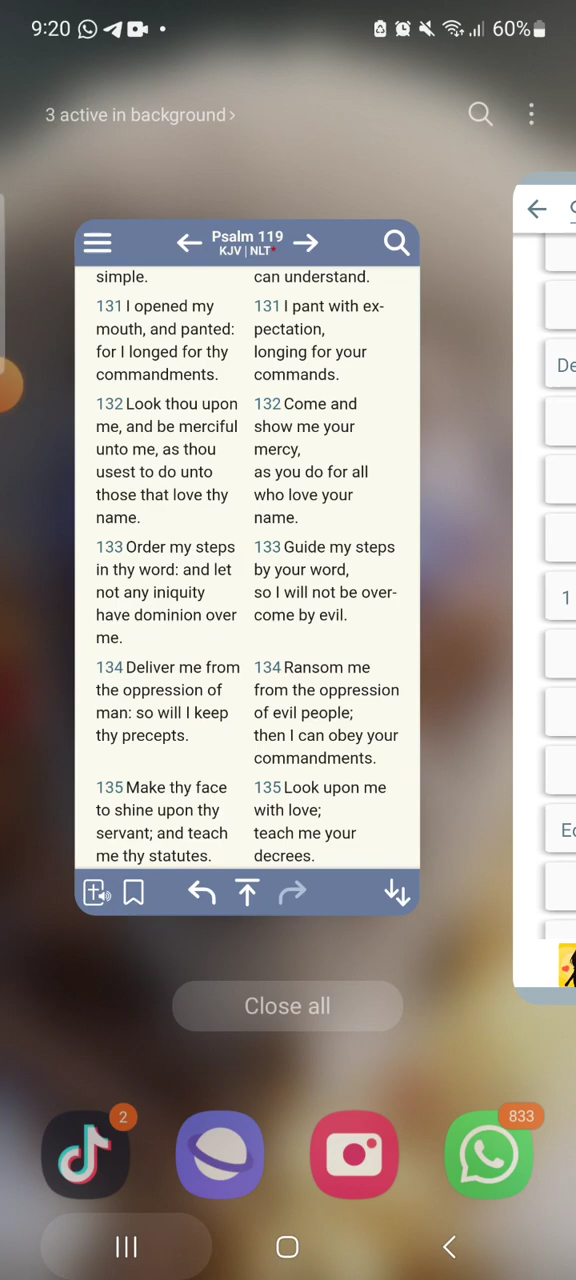 9:20
60%
3 active in background >
Psalm 119
KJV | NLT*
simple.
131 I opened my
mouth, and panted:
for I longed for thy
commandments.
132 Look thou upon
me, and be merciful
unto me, as thou
usest to do unto
those that love thy
name.
133 Order my steps
in thy word: and let
not any iniquity
have dominion over
me.
134 Deliver me from
the oppression of
man: so will I keep
thy precepts.
135 Make thy face
to shine upon thy
servant; and teach
me thy statutes.
can understand.
131 I pant with ex-
pectation,
longing for your
commands.
132 Come and
show me your
mercy,
as you do for all
who love your
name.
133 Guide my steps
by your word,
so I will not be over-
come by evil.
134 Ransom me
from the oppression
of evil people;
then I can obey your
commandments.
135 Look upon me
with love;
teach me your
decrees.
De
1
Close all
2
833